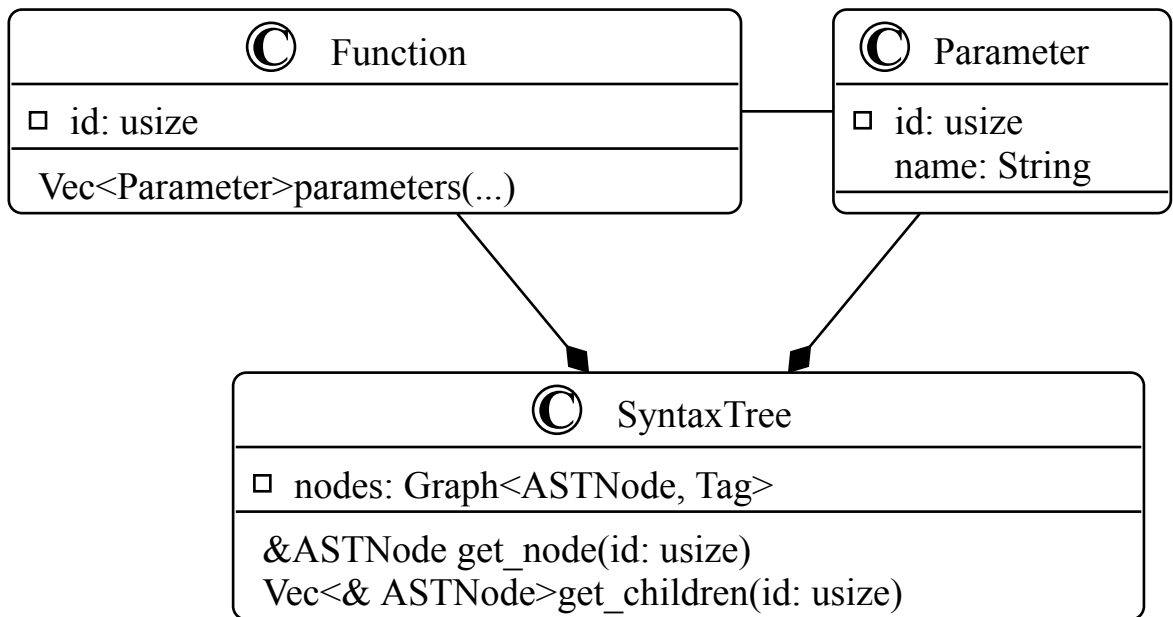 C Function
id: usize
Vec<Parameter>parameters(...)
C Parameter
id: usize
name: String
C SyntaxTree
nodes: Graph<ASTNode, Tag>
&ASTNode get_node(id: usize)
Vec<& ASTNode>get_children(id: usize)